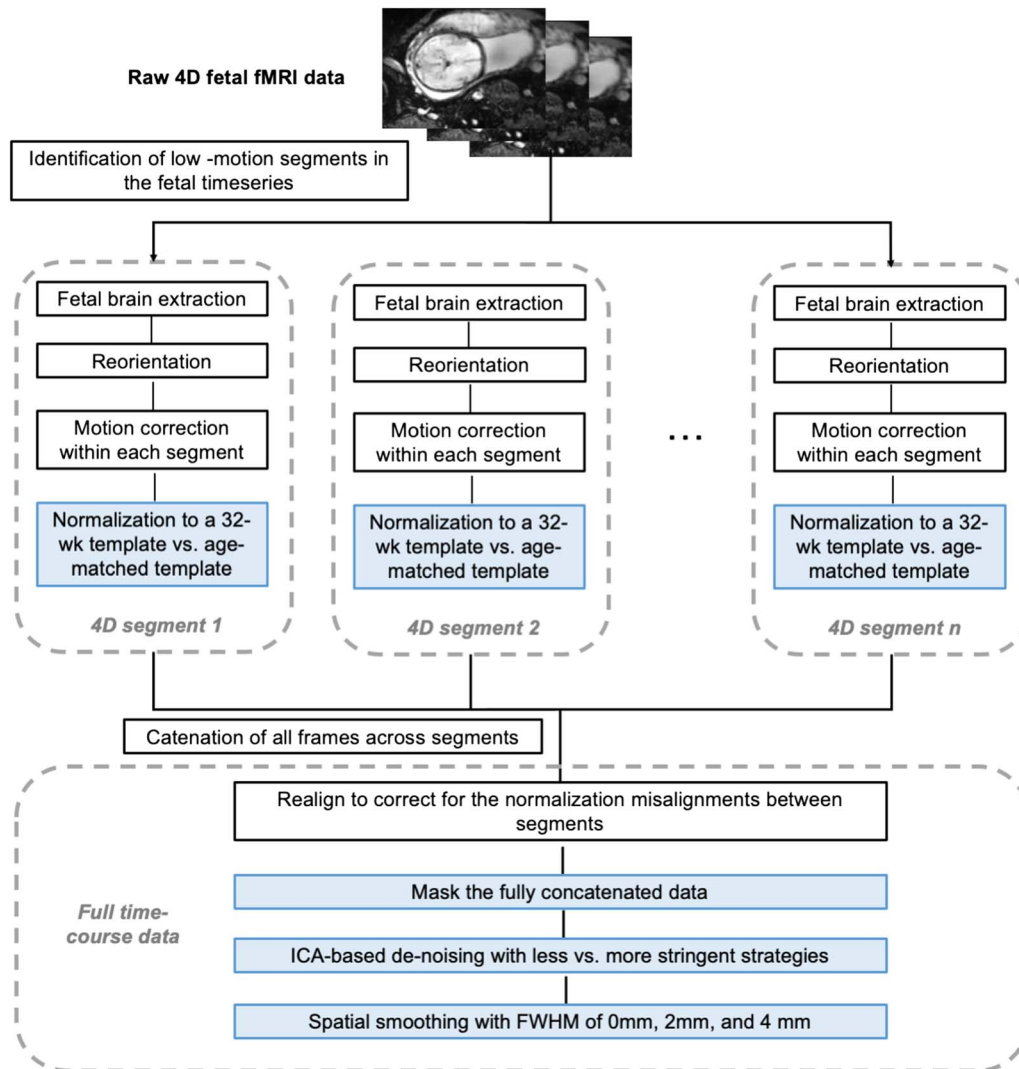 Raw 4D fetal fMRI data
Identification of low -motion segments in
the fetal timeseries
Fetal brain extraction
Reorientation
Motion correction
within each segment
Normalization to a 32-
wk template vs. age-
matched template
4D segment 1
Fetal brain extraction
Reorientation
Motion correction
within each segment
Normalization to a 32-
wk template vs. age-
matched template
4D segment 2
...
Fetal brain extraction
Reorientation
Motion correction
within each segment
Normalization to a 32-
wk template vs. age-
matched template
4D segment n
Catenation of all frames across segments
Realign to correct for the normalization misalignments between
segments
Mask the fully concatenated data
Full time-
course data
ICA-based de-noising with less vs. more stringent strategies
Spatial smoothing with FWHM of 0mm, 2mm, and 4 mm